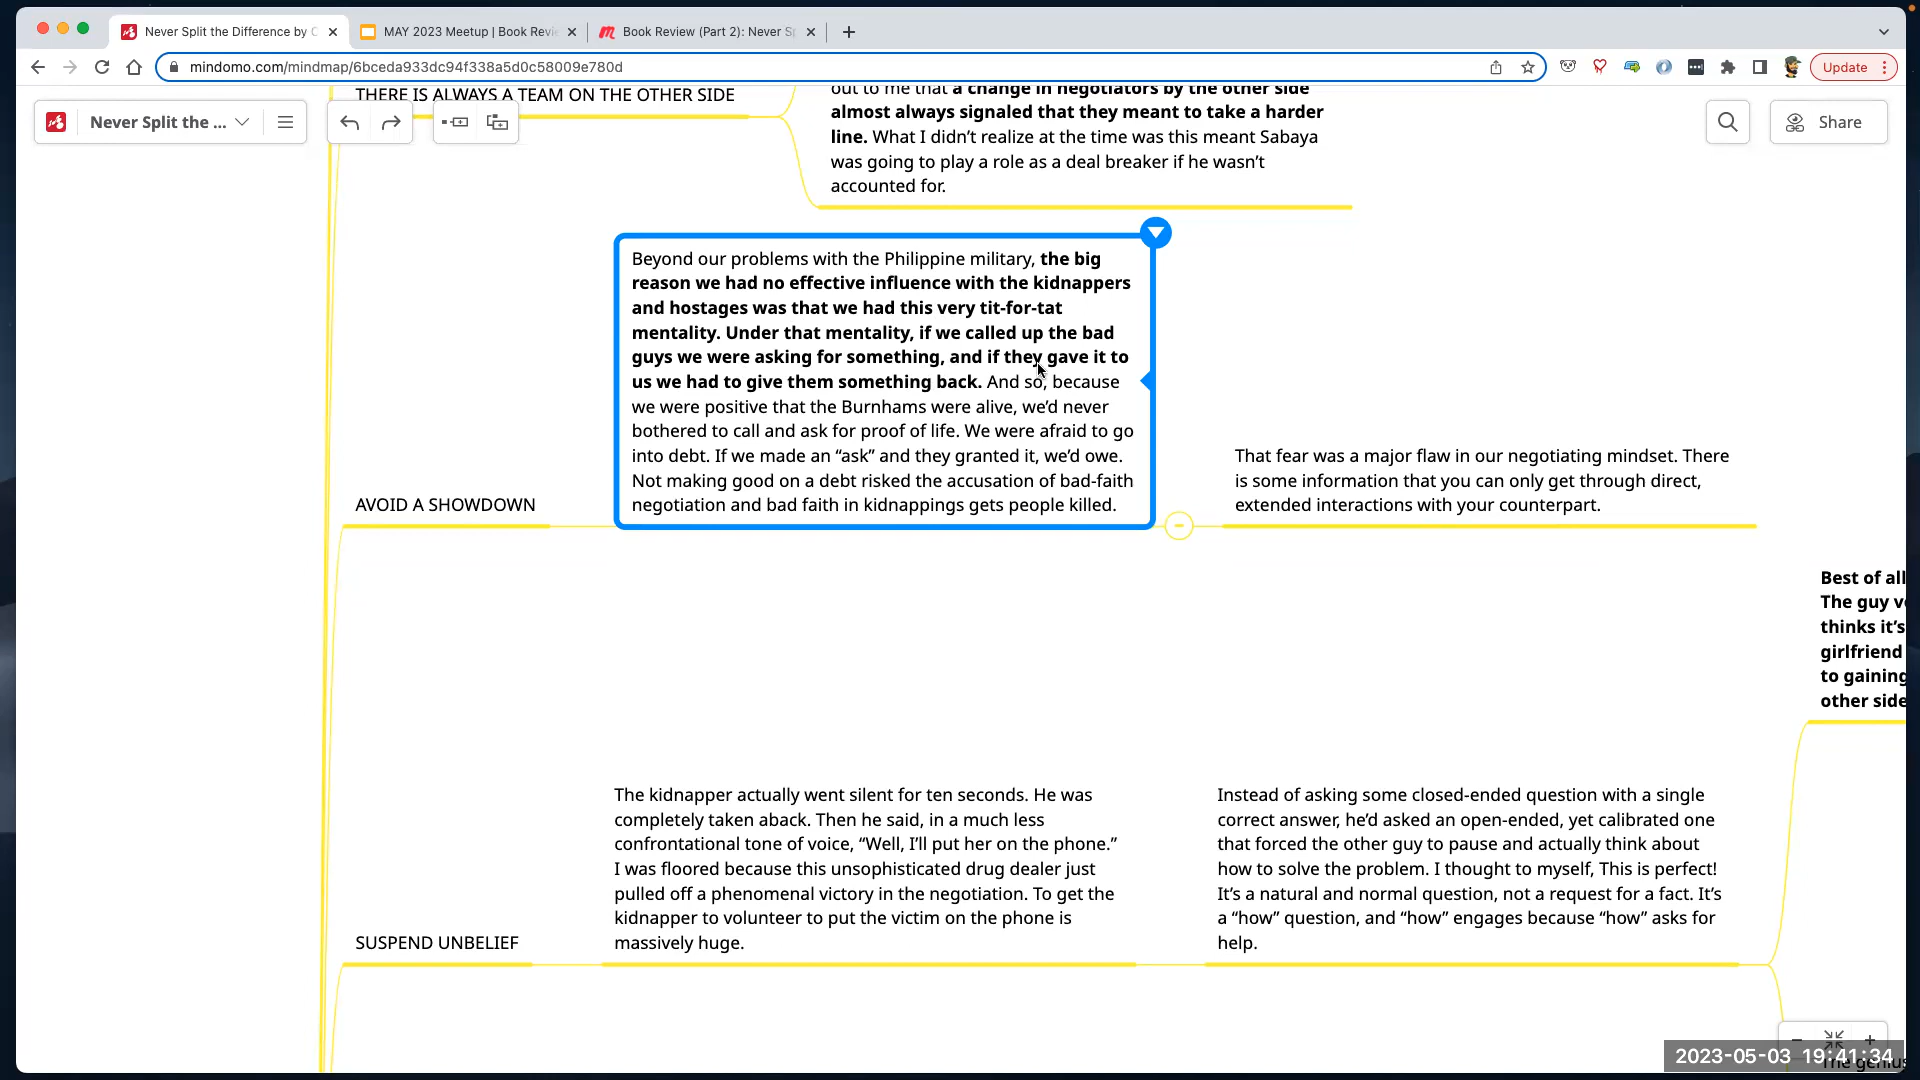 Never Split the Difference by C
MAY 2023 Meetup | Book Revi
Book Review (Part 2): Never S
mindomo.com/mindmap/6bceda933dc94f338a5d0c58009e780d
Update
THERE IS ALWAYS A TEAM ON THE OTHER SIDE
Never Split the ...
Share
out to me that a change in negotiators by the other side
almost always signaled that they meant to take a harder
line. What I didn’t realize at the time was this meant Sabaya
was going to play a role as a deal breaker if he wasn’t
accounted for.
AVOID A SHOWDOWN
Beyond our problems with the Philippine military, the big
reason we had no effective influence with the kidnappers
and hostages was that we had this very tit-for-tat
mentality. Under that mentality, if we called up the bad
guys we were asking for something, and if they gave it to
us we had to give them something back. And so, because
we were positive that the Burnhams were alive, we’d never
bothered to call and ask for proof of life. We were afraid to go
into debt. If we made an “ask” and they granted it, we’d owe.
Not making good on a debt risked the accusation of bad-faith
negotiation and bad faith in kidnappings gets people killed.
That fear was a major flaw in our negotiating mindset. There
is some information that you can only get through direct,
extended interactions with your counterpart.
Best of all
The guy v
thinks it’s
girlfriend
to gaining
other side
SUSPEND UNBELIEF
The kidnapper actually went silent for ten seconds. He was
completely taken aback. Then he said, in a much less
confrontational tone of voice, “Well, I’ll put her on the phone.”
I was floored because this unsophisticated drug dealer just
pulled off a phenomenal victory in the negotiation. To get the
kidnapper to volunteer to put the victim on the phone is
massively huge.
Instead of asking some closed-ended question with a single
correct answer, he’d asked an open-ended, yet calibrated one
that forced the other guy to pause and actually think about
how to solve the problem. I thought to myself, This is perfect!
It’s a natural and normal question, not a request for a fact. It’s
a “how” question, and “how” engages because “how” asks for
help.
2023-05-03 19:41:34
The genius